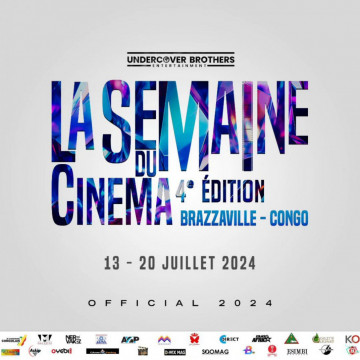 UNDERCOVER BROTHERS
ENTERTAINMENT
LA SEMAINE
DU
CINEMA 4e ÉDITION
BRAZZAVILLE - CONGO
13 - 20 JUILLET 2024
OFFICIAL 2024